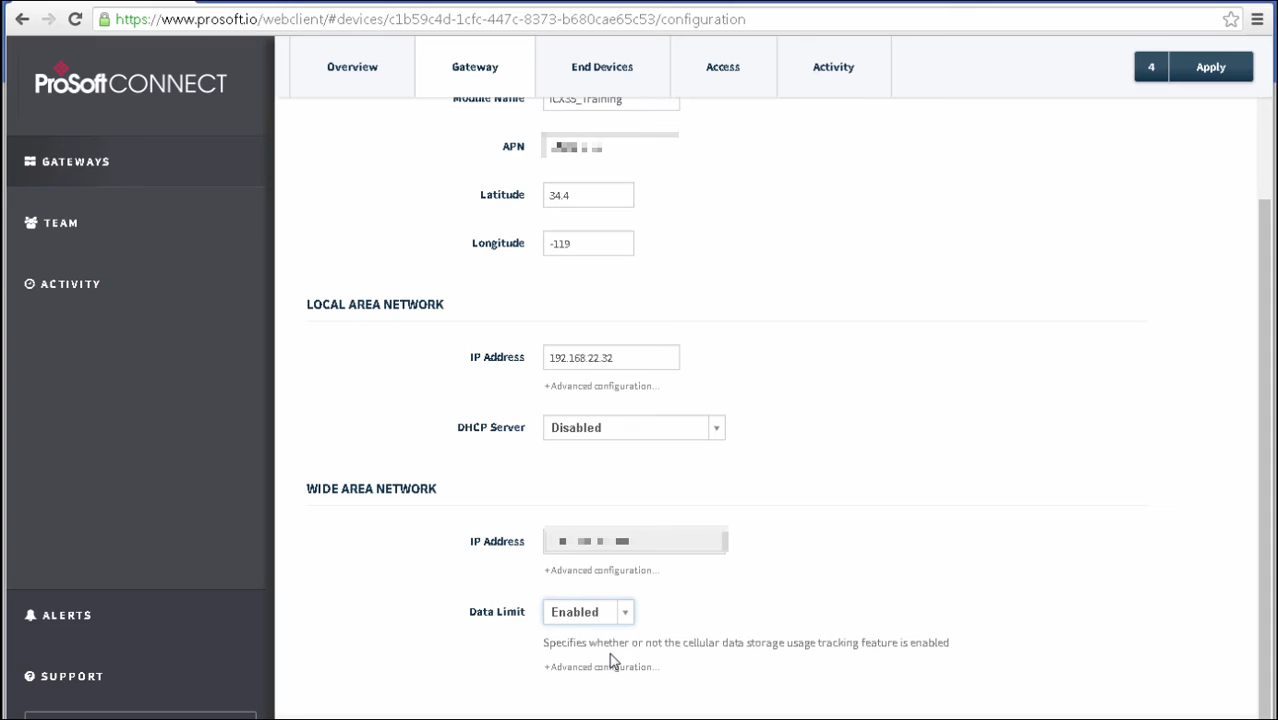 https://www.prosoft.io/webclient/#devices/c1b59c4d-1cfc-447c-8373-b680cae65c53/configuration
ProSoft CONNECT
Overview
Gateway
End Devices
Access
Activity
4
Apply
GATEWAYS
TEAM
ACTIVITY
ALERTS
SUPPORT
Module Name
ICX35_Training
APN
Latitude
34.4
Longitude
-119
LOCAL AREA NETWORK
IP Address
192.168.22.32
+ Advanced configuration...
DHCP Server
Disabled
WIDE AREA NETWORK
IP Address
+ Advanced configuration...
Data Limit
Enabled
Specifies whether or not the cellular data storage usage tracking feature is enabled
+ Advanced configuration...